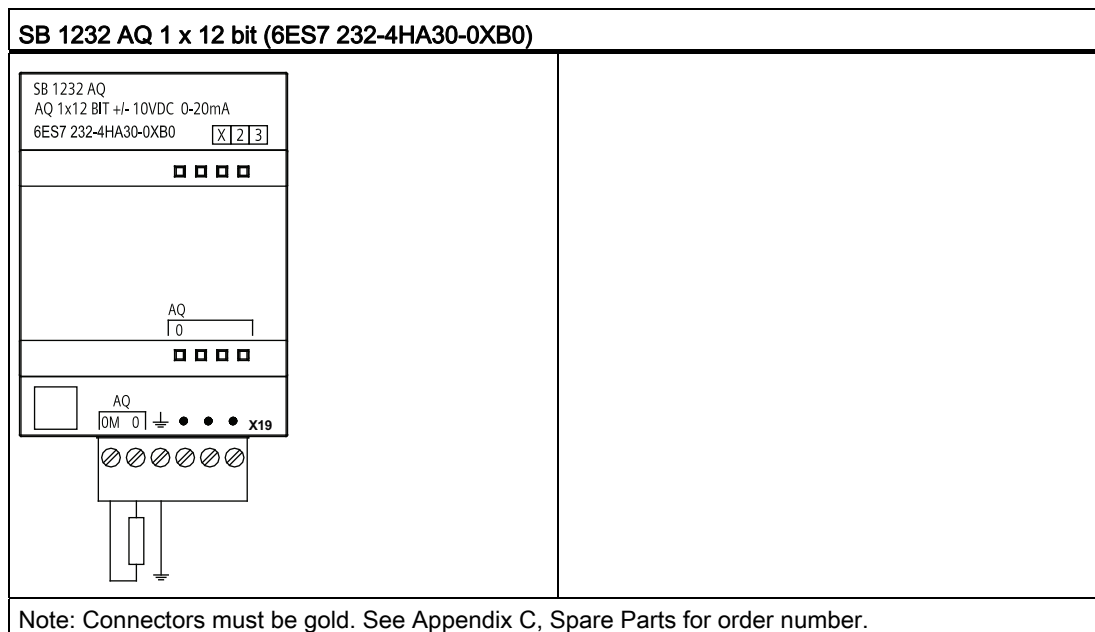 SB 1232 AQ 1 x 12 bit (6ES7 232-4HA30-0XB0)
SB 1232 AQ
AQ 1x12 BIT +/- 10VDC 0-20mA
6ES7 232-4HA30-0XB0 X 2 3
AQ
0
AQ
0M 0
X19
Note: Connectors must be gold. See Appendix C, Spare Parts for order number.